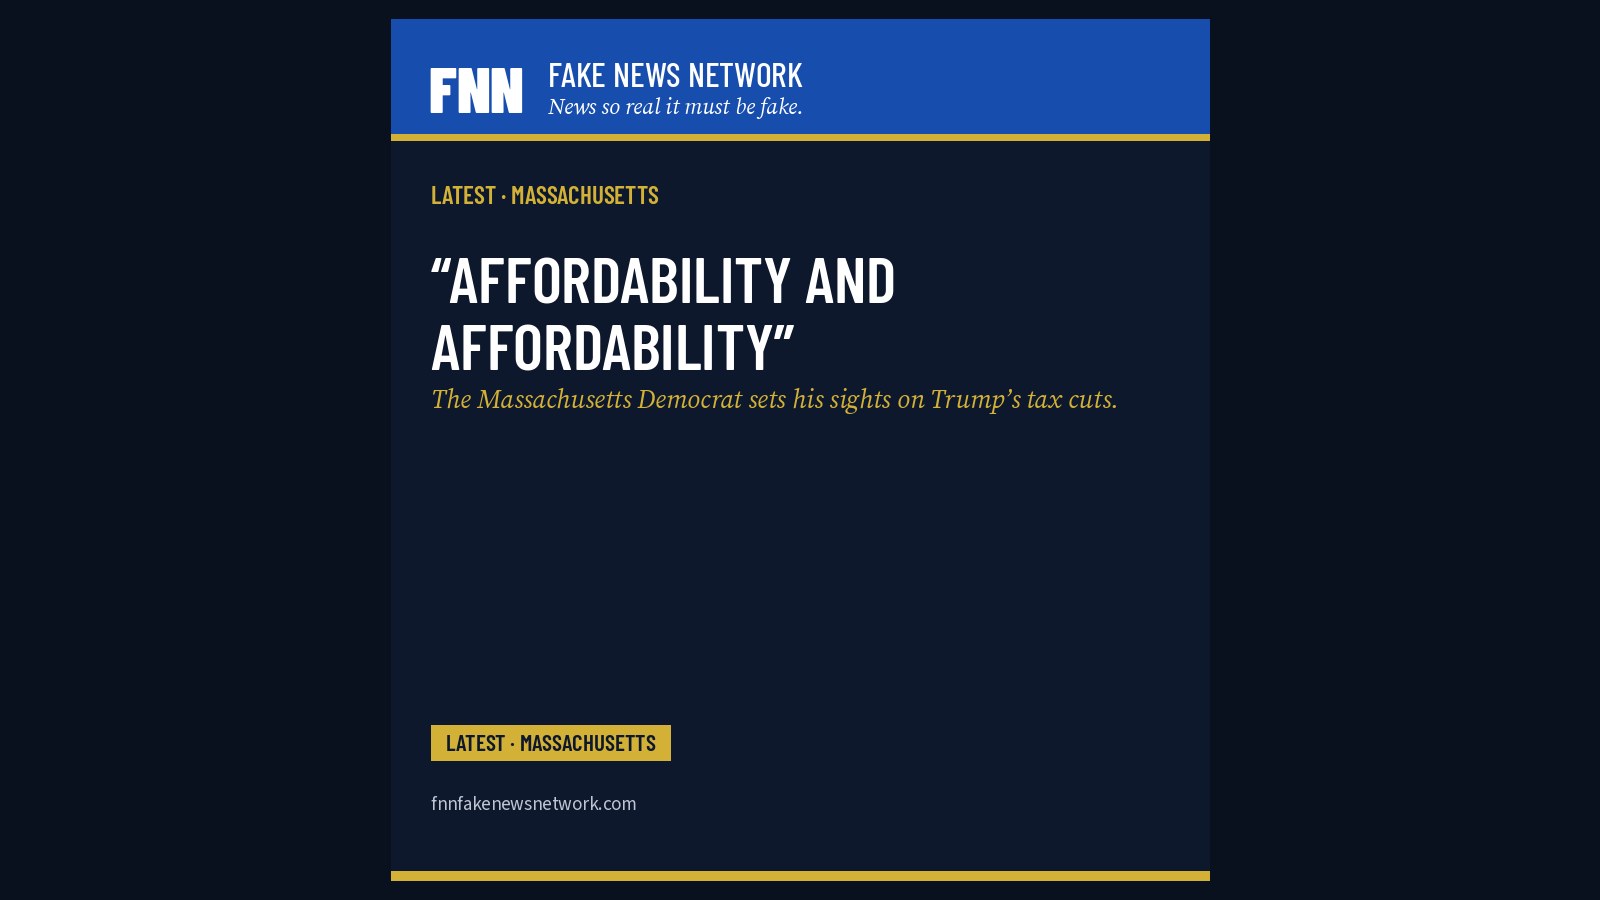 FNN
FAKE NEWS NETWORK
News so real it must be fake.
LATEST · MASSACHUSETTS
“AFFORDABILITY AND
AFFORDABILITY”
The Massachusetts Democrat sets his sights on Trump’s tax cuts.
LATEST · MASSACHUSETTS
fnnfakenewsnetwork.com